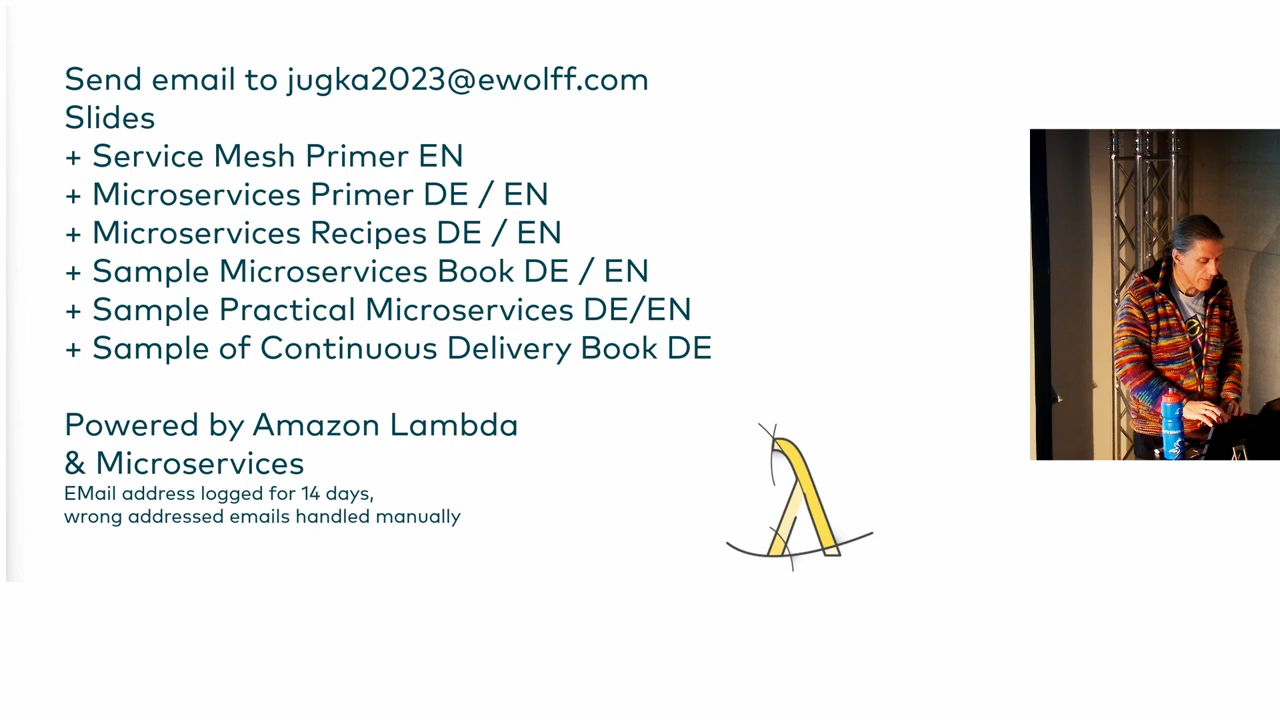 Send email to jugka2023@ewolff.com
Slides
+ Service Mesh Primer EN
+ Microservices Primer DE / EN
+ Microservices Recipes DE / EN
+ Sample Microservices Book DE / EN
+ Sample Practical Microservices DE/EN
+ Sample of Continuous Delivery Book DE
Powered by Amazon Lambda
& Microservices
EMail address logged for 14 days,
wrong addressed emails handled manually